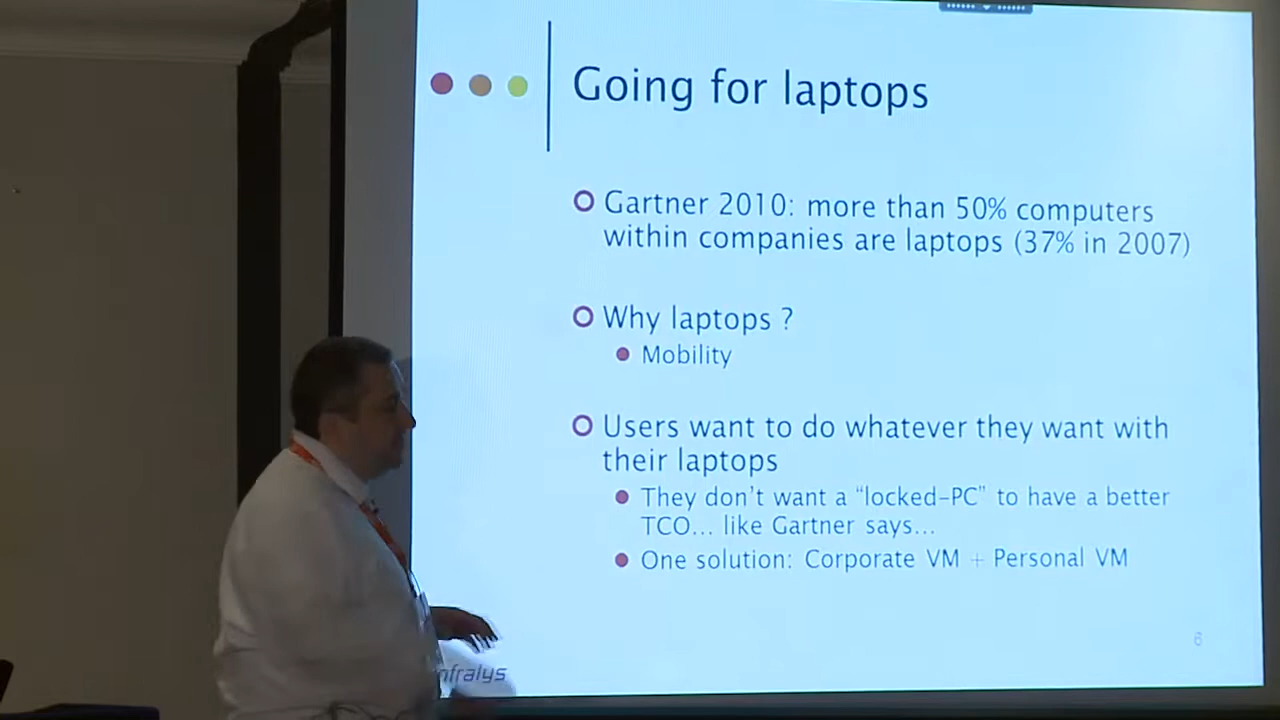 Going for laptops
Gartner 2010: more than 50% computers
within companies are laptops (37% in 2007)
Why laptops ?
Mobility
Users want to do whatever they want with
their laptops
They don't want a “locked-PC” to have a better
TCO... like Gartner says...
One solution: Corporate VM + Personal VM
6
nfralys